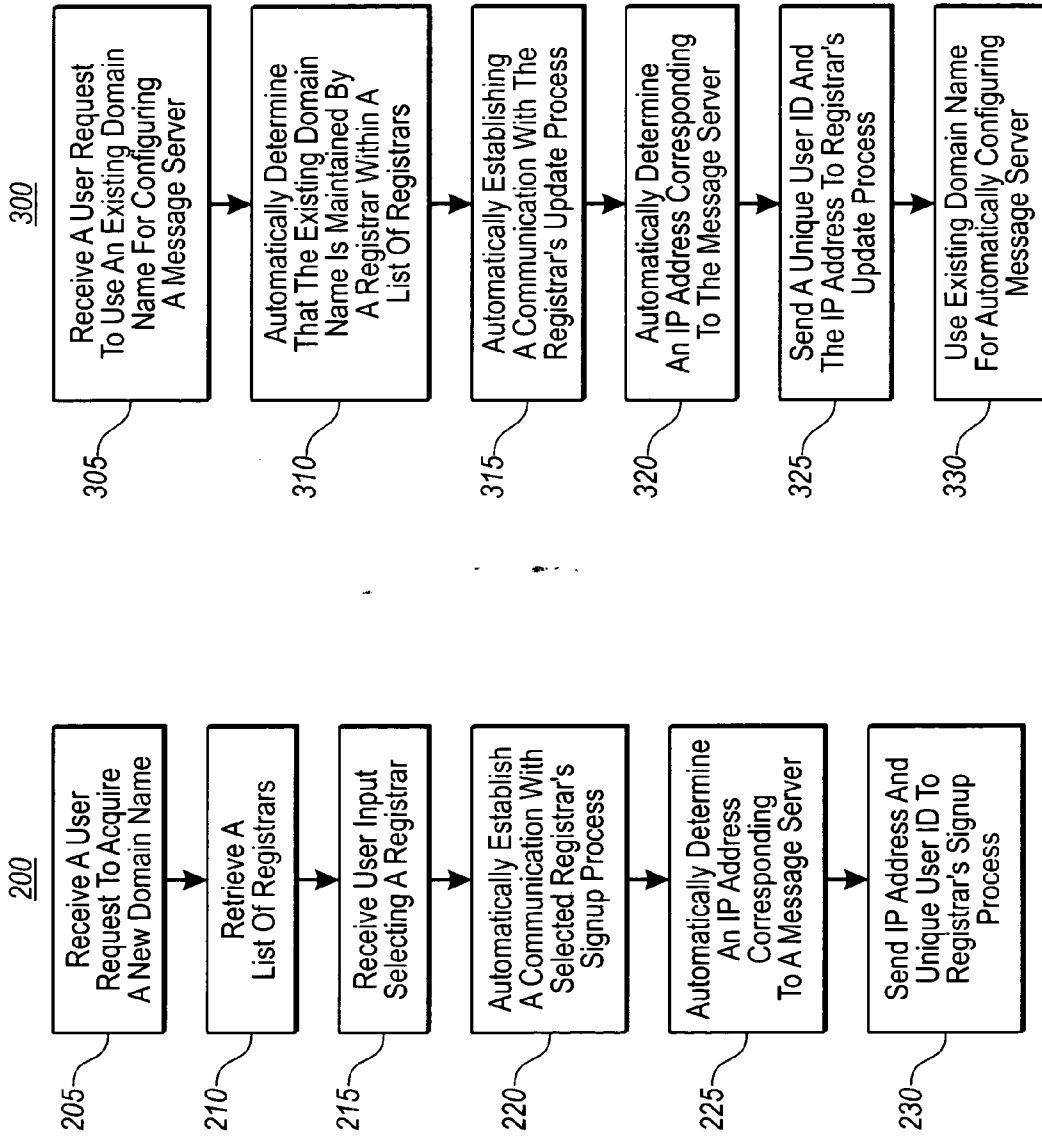 200
Receive A User
Request To Acquire
A New Domain Name
205
Retrieve A
List Of Registrars
210
Receive User Input
Selecting A Registrar
215
Automatically Establish
A Communication With
Selected Registrar's
Signup Process
220
Automatically Determine
An IP Address
Corresponding
To A Message Server
225
Send IP Address And
Unique User ID To
Registrar's Signup
Process
230
300
Receive A User Request
To Use An Existing Domain
Name For Configuring
A Message Server
305
Automatically Determine
That The Existing Domain
Name Is Maintained By
A Registrar Within A
List Of Registrars
310
Automatically Establishing
A Communication With The
Registrar's Update Process
315
Automatically Determine
An IP Address Corresponding
To The Message Server
320
Send A Unique User ID And
The IP Address To Registrar's
Update Process
325
Use Existing Domain Name
For Automatically Configuring
Message Server
330